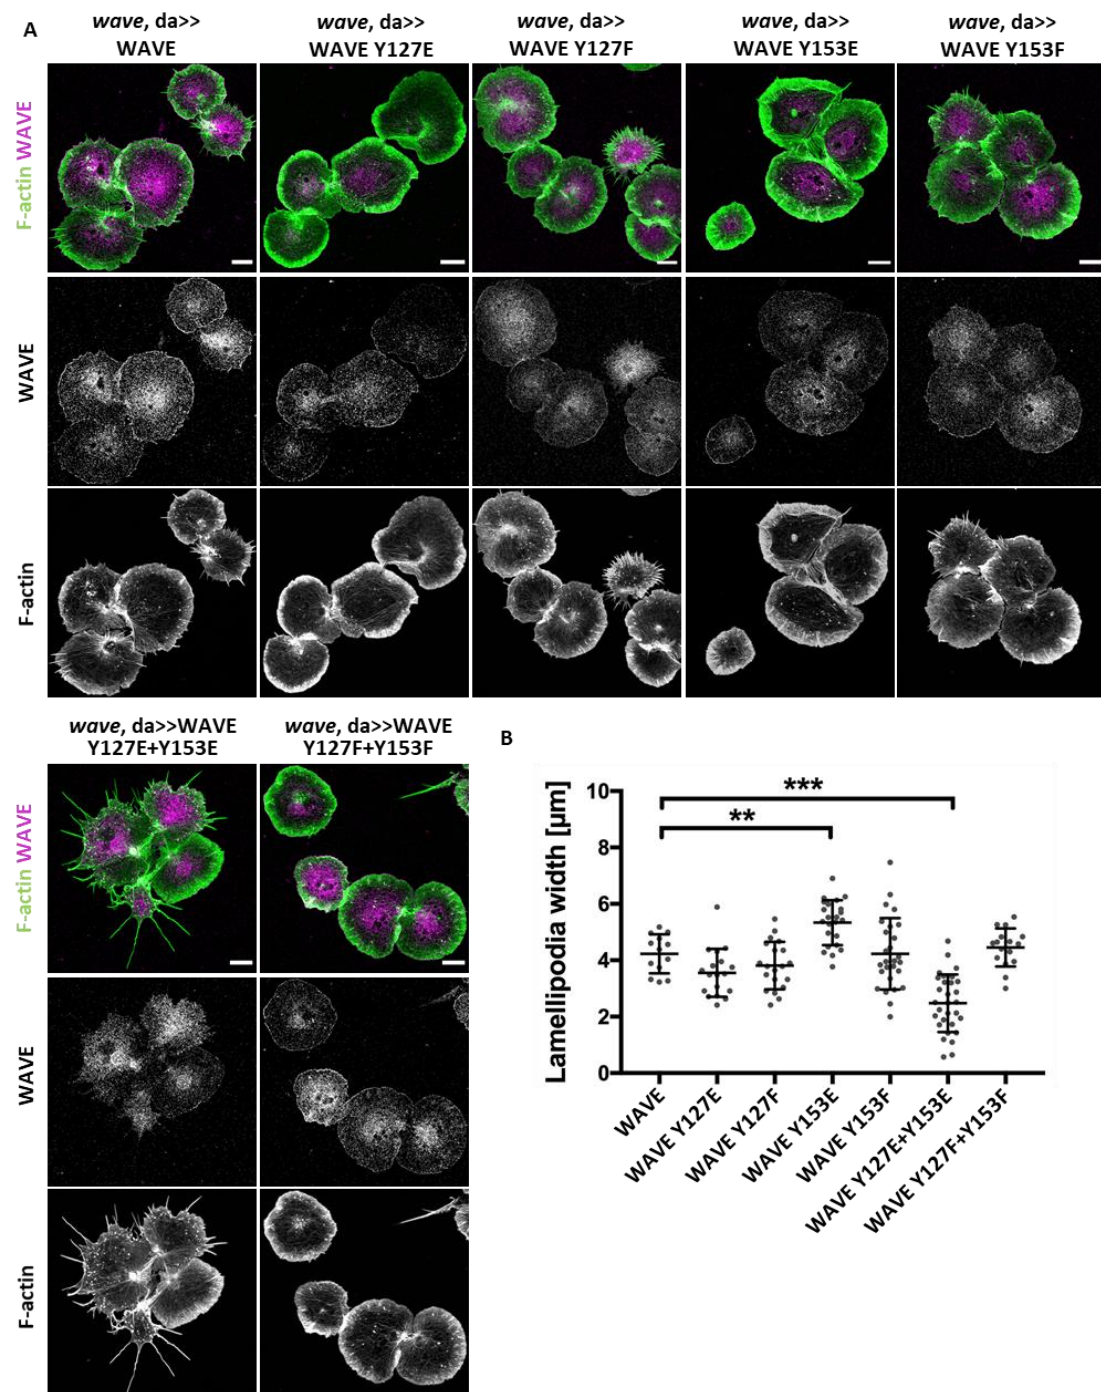 A
wave, da>>
WAVE
wave, da>>
WAVE Y127E
wave, da>>
WAVE Y127F
wave, da>>
WAVE Y153E
wave, da>>
WAVE Y153F
F-actin WAVE
WAVE
F-actin
wave, da>>WAVE
Y127E+Y153E
wave, da>>WAVE
Y127F+Y153F
F-actin WAVE
WAVE
F-actin
B
Lamellipodia width [µm]
10
8
6
4
2
0
***
**
WAVE
WAVE Y127E
WAVE Y127F
WAVE Y153E
WAVE Y153F
WAVE Y127E+Y153E
WAVE Y127F+Y153F